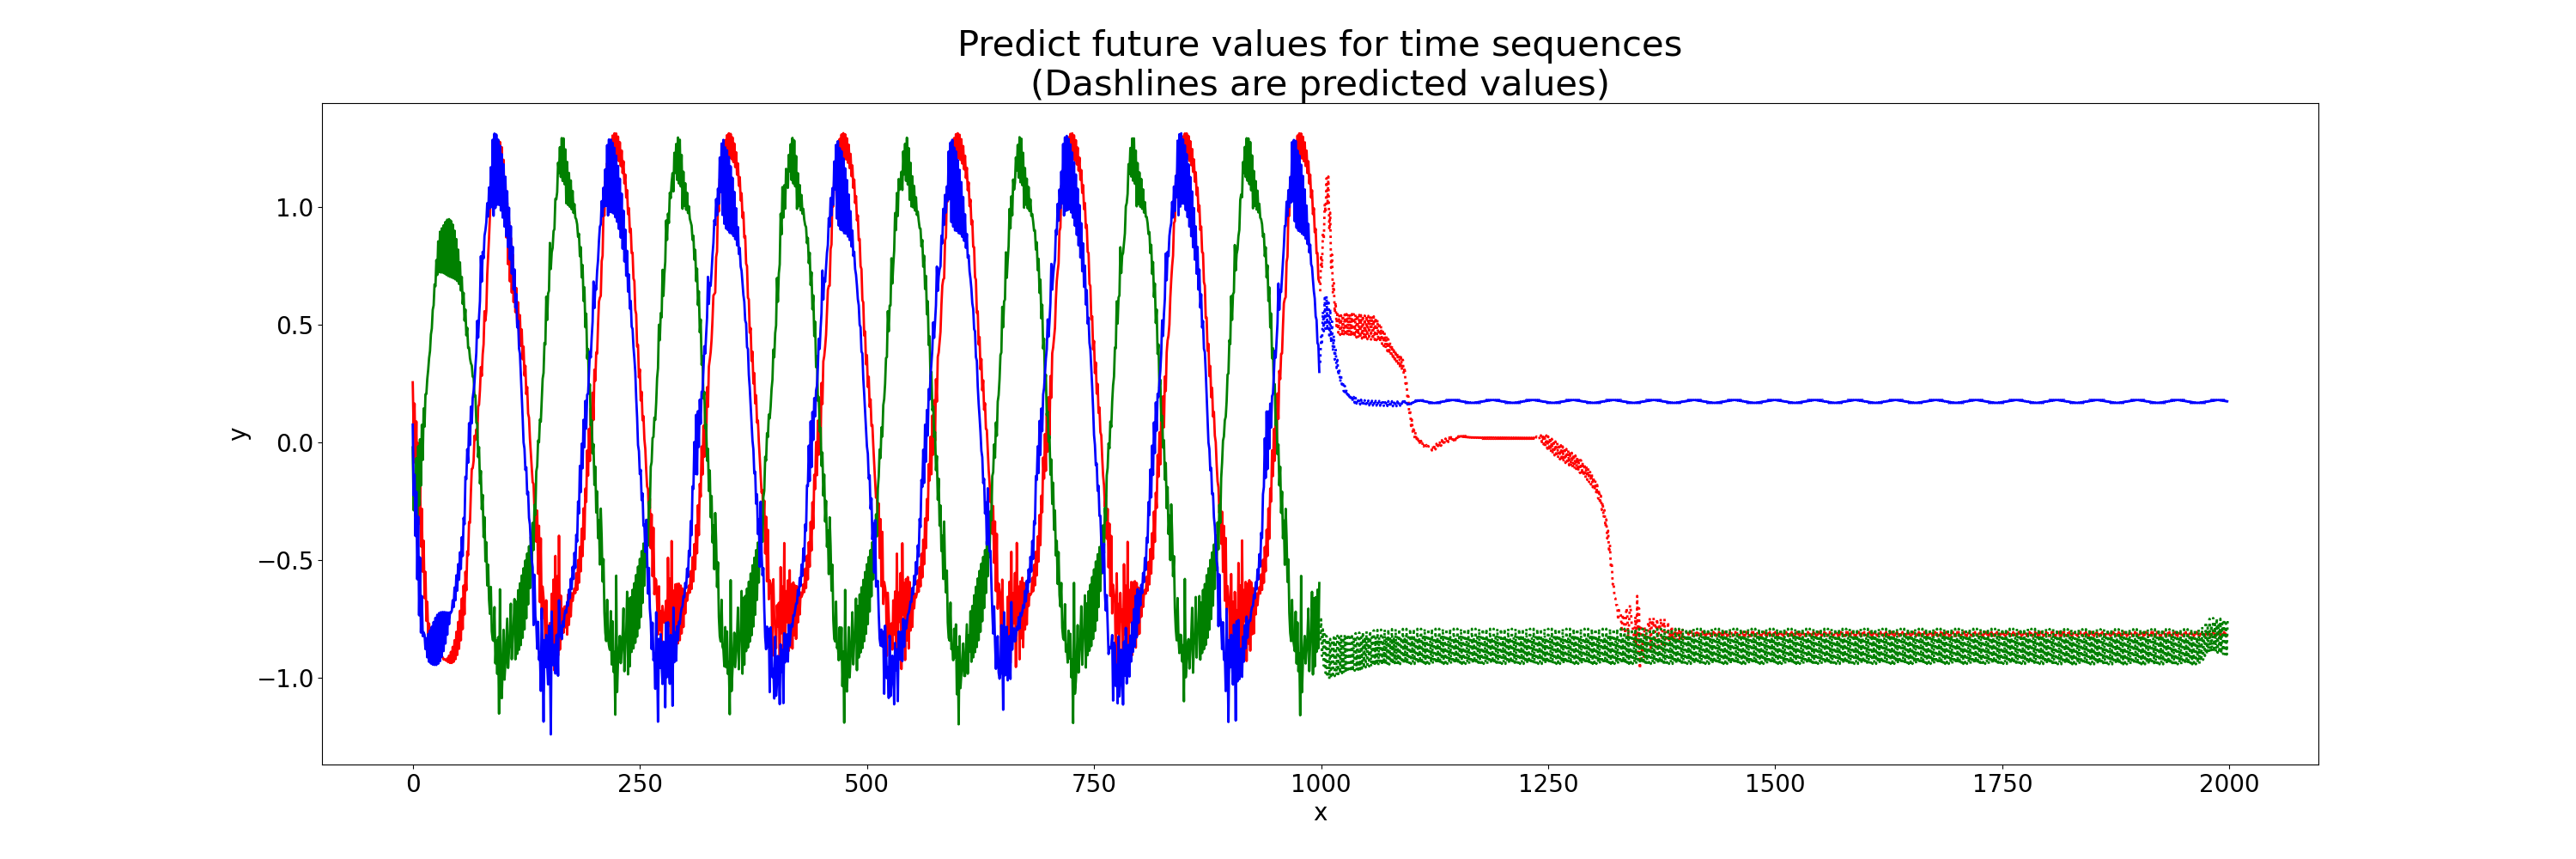 Predict future values for time sequences
(Dashlines are predicted values)
1.0
0.5
0.0
−0.5
−1.0
y
0 250 500 750 1000 1250 1500 1750 2000
x